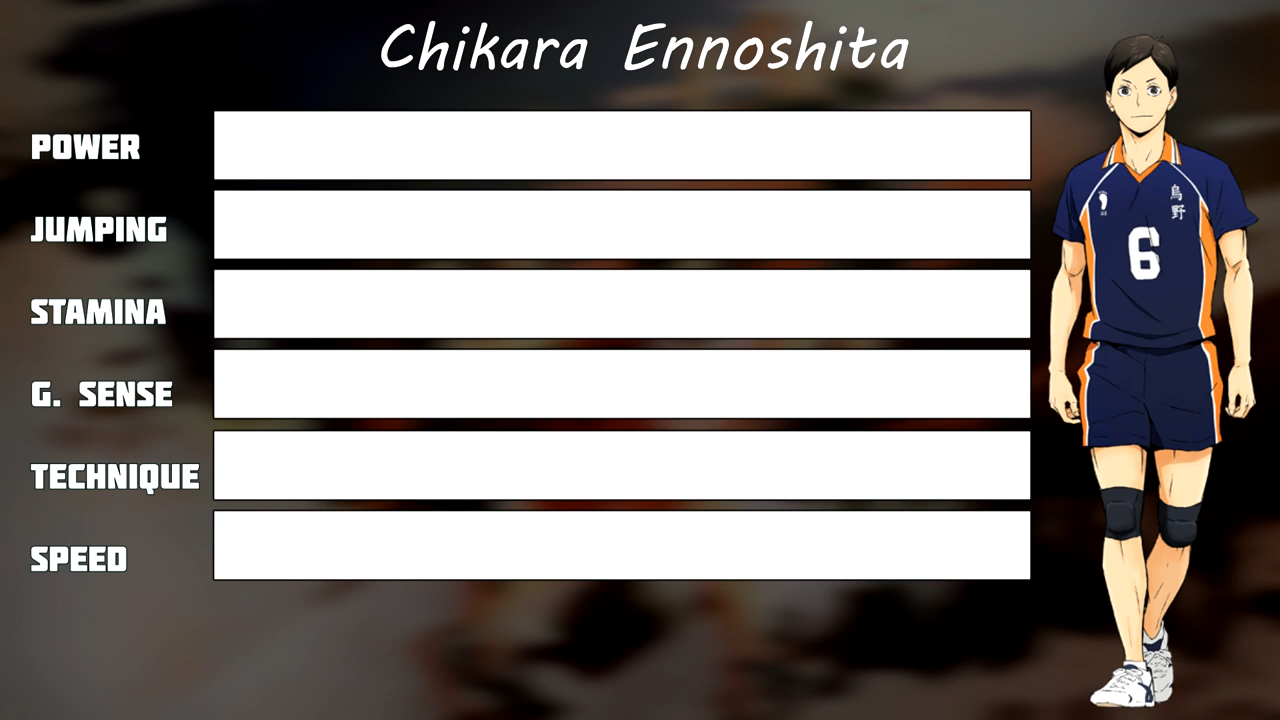 Chikara Ennoshita
POWER
JUMPING
STAMINA
G. SENSE
TECHNIQUE
SPEED
烏
野
6